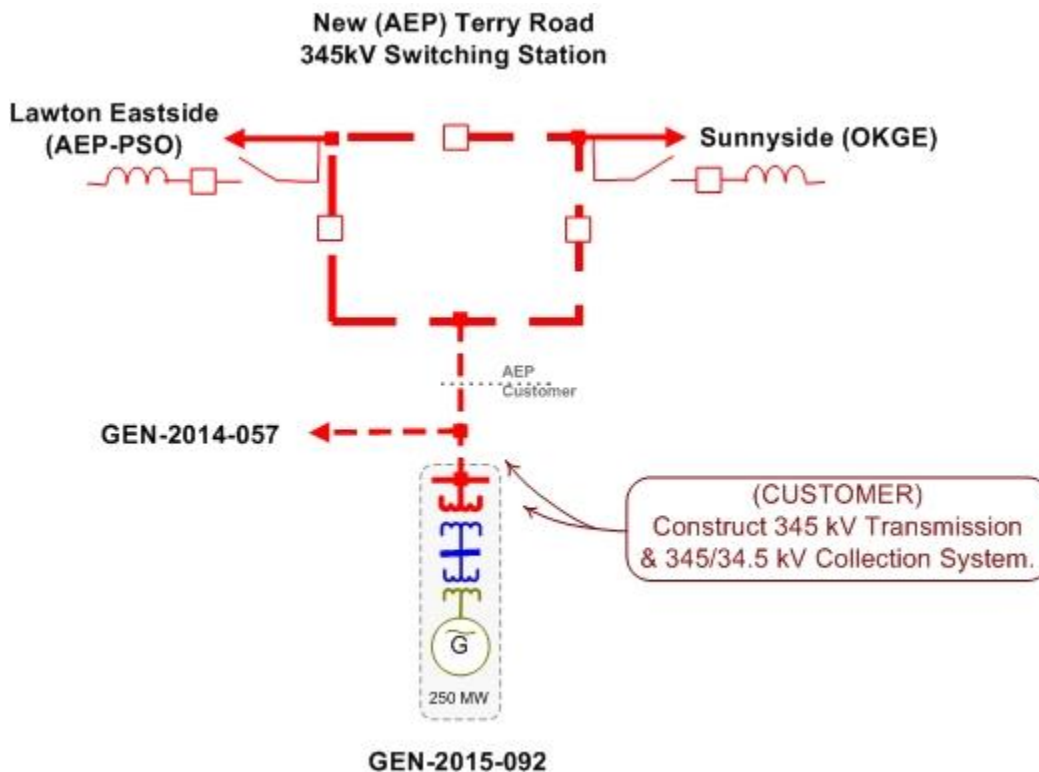 New (AEP) Terry Road
345kV Switching Station
Lawton Eastside
(AEP-PSO)
Sunnyside (OKGE)
AEP
Customer
GEN-2014-057
(CUSTOMER)
Construct 345 kV Transmission
& 345/34.5 kV Collection System.
G
250 MW
GEN-2015-092